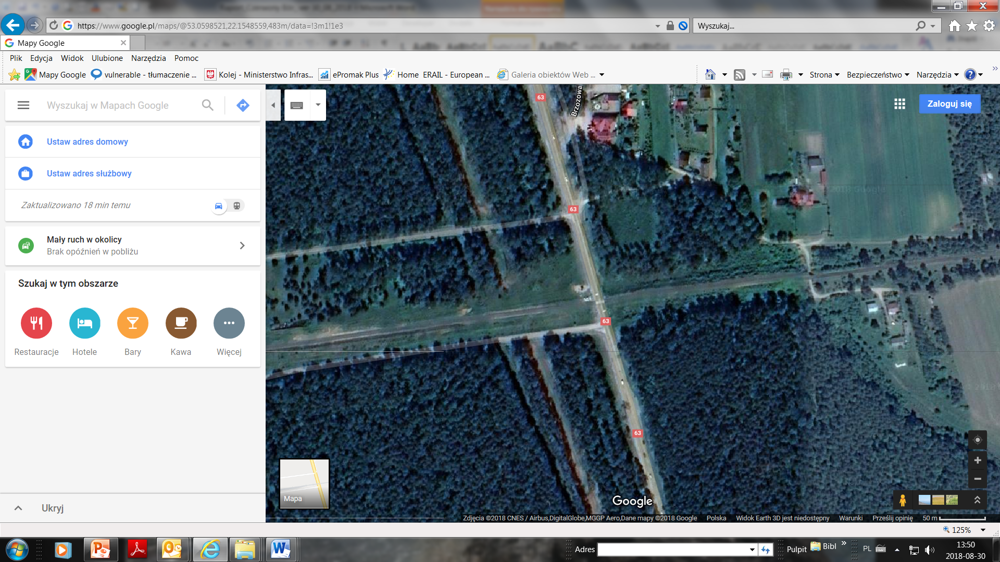 https://www.google.pl/maps/@53.0598521,22.1548559,483m/data=!3m1!1e3
Wyszukaj...
Mapy Google
Plik Edycja Widok Ulubione Narzędzia Pomoc
Mapy Google vulnerable - tłumaczenie ... Kolej - Ministerstwo Infras... ePromak Plus Home ERAIL - European ... Galeria obiektów Web ... Strona Bezpieczeństwo Narzędzia
Wyszukaj w Mapach Google
Zaloguj się
Ustaw adres domowy
Ustaw adres służbowy
Zaktualizowano 18 min temu
Mały ruch w okolicy
Brak opóźnień w pobliżu
Szukaj w tym obszarze
Restauracje Hotele Bary Kawa Więcej
Ukryj
63
Brzozowa
63
63
63
Mapa
Google
Zdjęcia ©2018 CNES / Airbus,DigitalGlobe,MGGP Aero,Dane mapy ©2018 Google Polska Widok Earth 3D jest niedostępny Warunki Prześlij opinię 50 m
125%
Adres
Pulpit Bibl » PL
13:50
2018-08-30